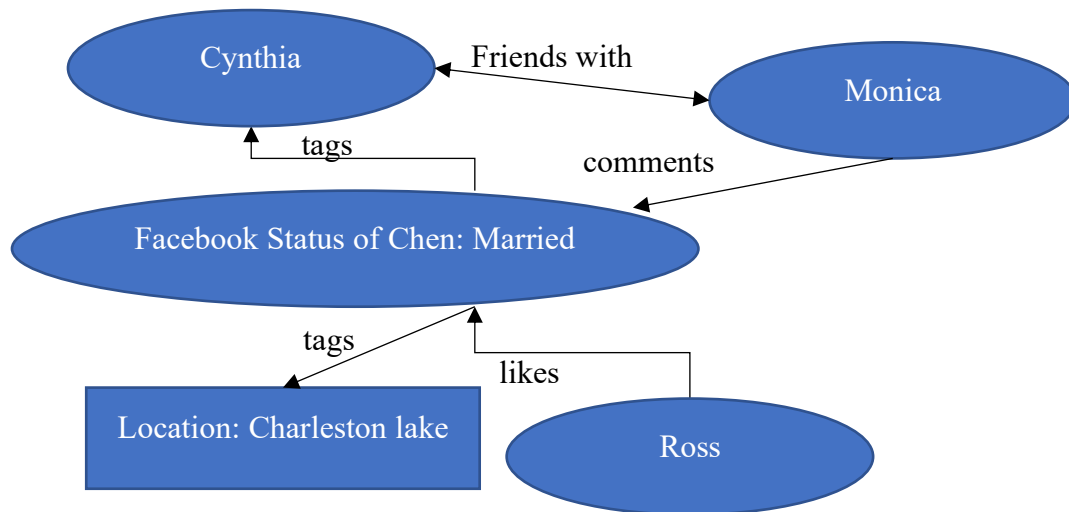 Cynthia
Friends with
Monica
tags
comments
Facebook Status of Chen: Married
tags
likes
Location: Charleston lake
Ross